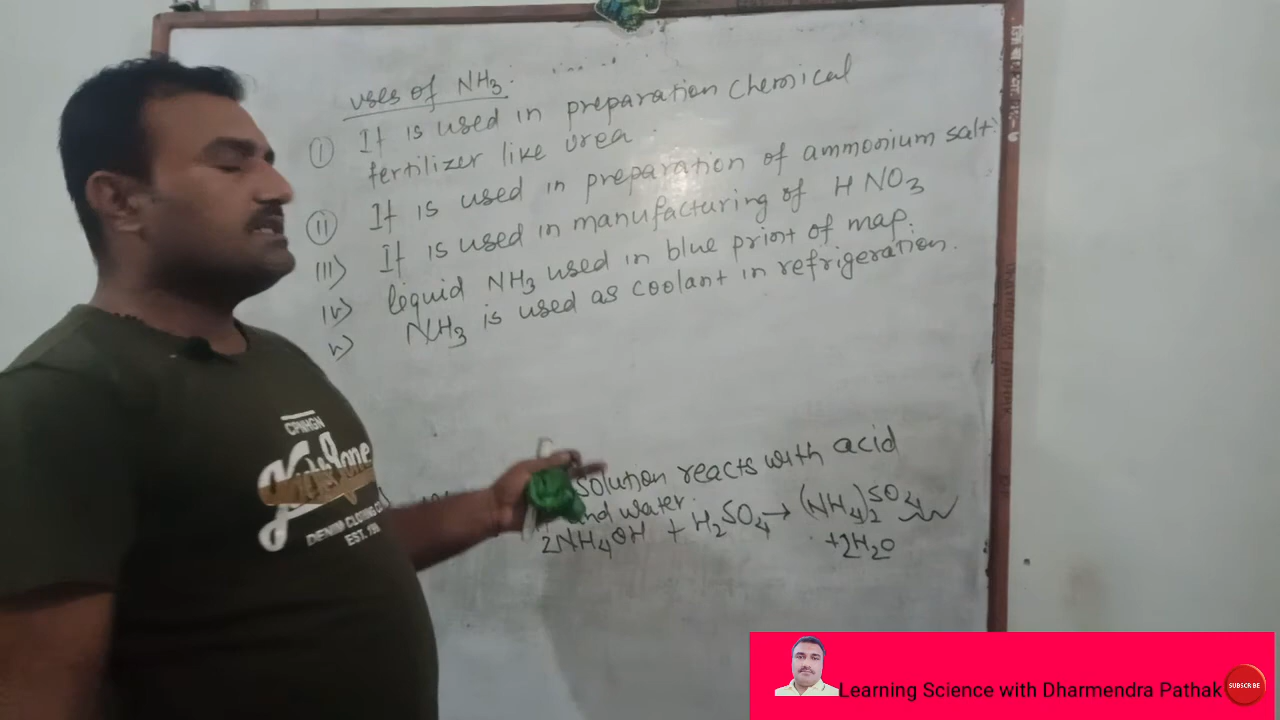 uses of NH3.
(i) It is used in preparation chemical
fertilizer like urea.
(ii) It is used in preparation of ammonium salt.
iii) It is used in manufacturing of HNO3
iv) liquid NH3 used in blue print of map.
v) NH3 is used as coolant in refrigeration.
solution reacts with acid
and water.
2NH4OH + H2SO4 → (NH4)2SO4
+2H2O
CPNHGN
DENIM CLOTHING
EST. 198
Learning Science with Dharmendra Pathak
SUBSCRIBE